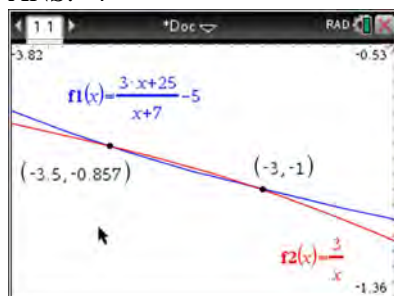 1.1 *Doc RAD
-3.82 -0.53
f1(x)=3·x+25/x+7-5
(-3.5,-0.857) (-3,-1)
f2(x)=3/x
-1.36